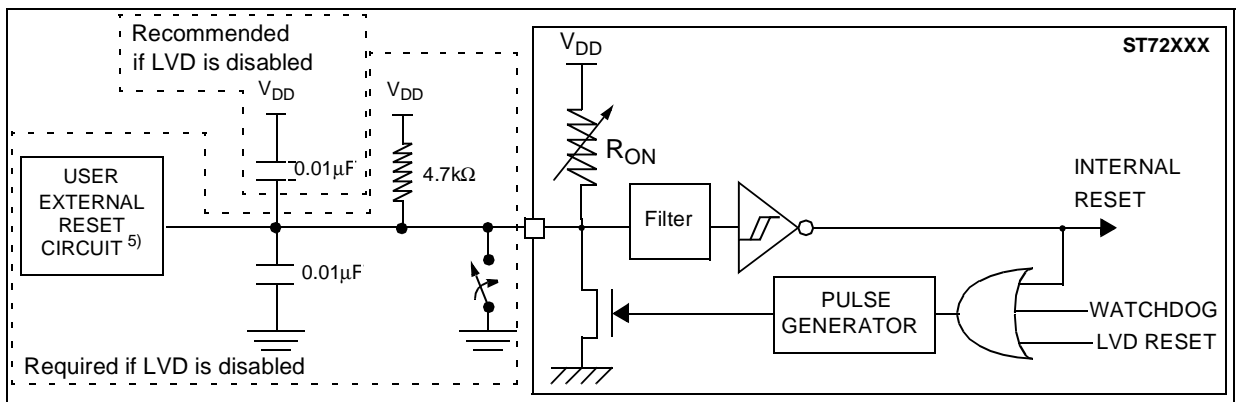 Recommended
if LVD is disabled
VDD
0.01μF
VDD
4.7kΩ
USER
EXTERNAL
RESET
CIRCUIT 5)
0.01μF
Required if LVD is disabled
ST72XXX
VDD
RON
Filter
INTERNAL
RESET
PULSE
GENERATOR
WATCHDOG
LVD RESET